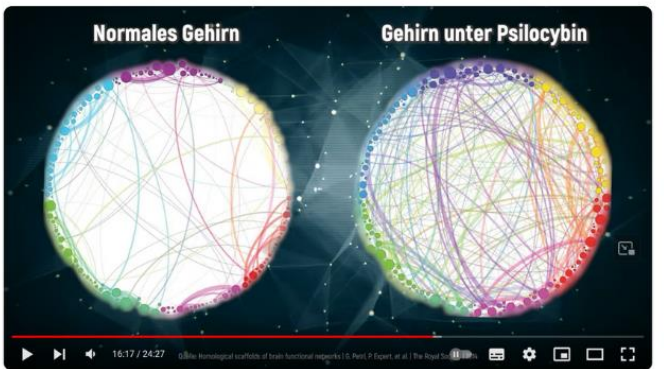 Normales Gehirn
Gehirn unter Psilocybin
16:17 / 24:27
Quelle: Homological scaffolds of brain functional networks | G. Petri, P. Expert, et al. | The Royal